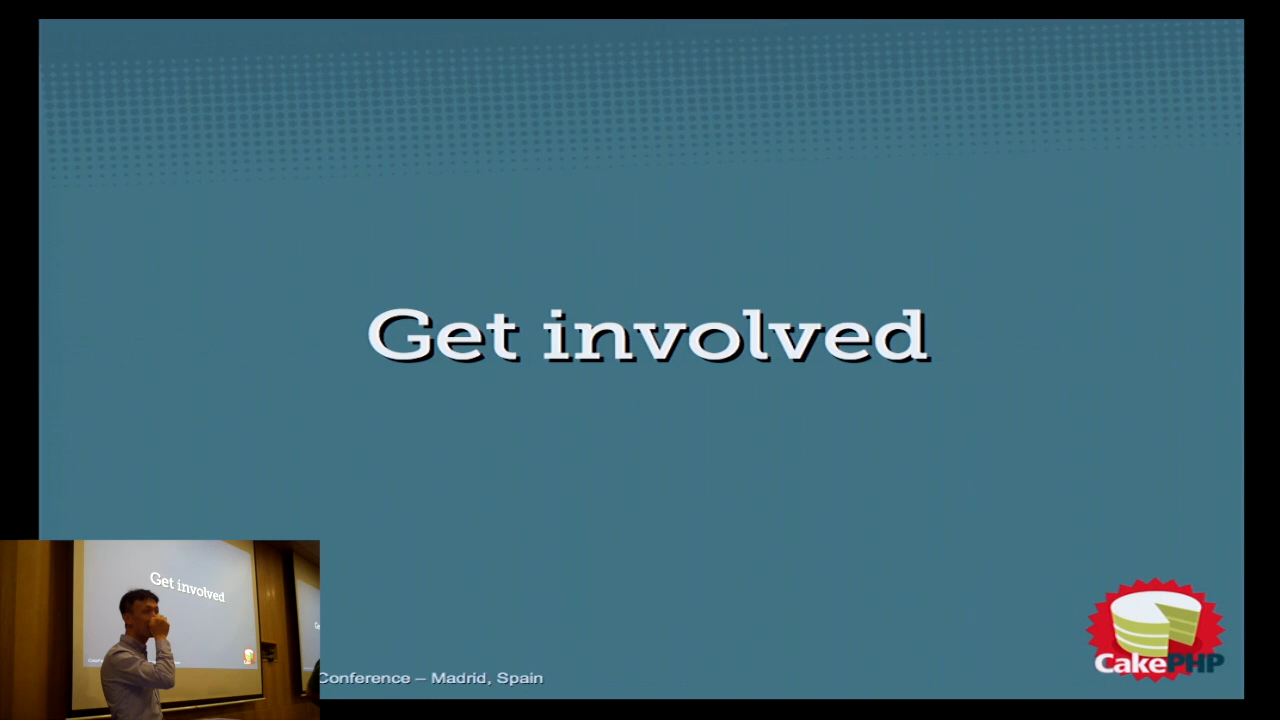 Get involved
Get involved
Conference – Madrid, Spain
CakePHP